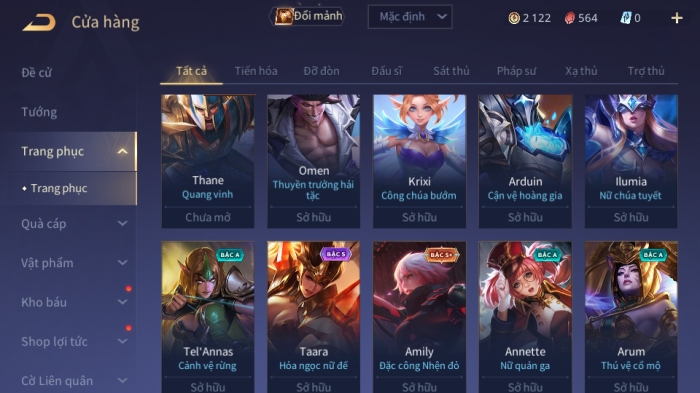 Cửa hàng
Đổi mảnh
Mặc định
2 122
564
0
Đề cử
Tướng
Trang phục
Trang phục
Quà cáp
Vật phẩm
Kho báu
Shop lợi tức
Cờ Liên quân
Tất cả
Tiến hóa
Đỡ đòn
Đấu sĩ
Sát thủ
Pháp sư
Xạ thủ
Trợ thủ
Thane
Quang vinh
Chưa mở
Omen
Thuyền trưởng hải
tặc
Sở hữu
Krixi
Công chúa bướm
Sở hữu
Arduin
Cận vệ hoàng gia
Sở hữu
Ilumia
Nữ chúa tuyết
Sở hữu
BẬC A
Tel'Annas
Cảnh vệ rừng
Sở hữu
BẬC S
Taara
Hỏa ngọc nữ đế
Sở hữu
BẬC S+
Amily
Đặc công Nhện đỏ
Sở hữu
BẬC A
Annette
Nữ quản ga
Sở hữu
BẬC A
Arum
Thú vệ cổ mộ
Sở hữu